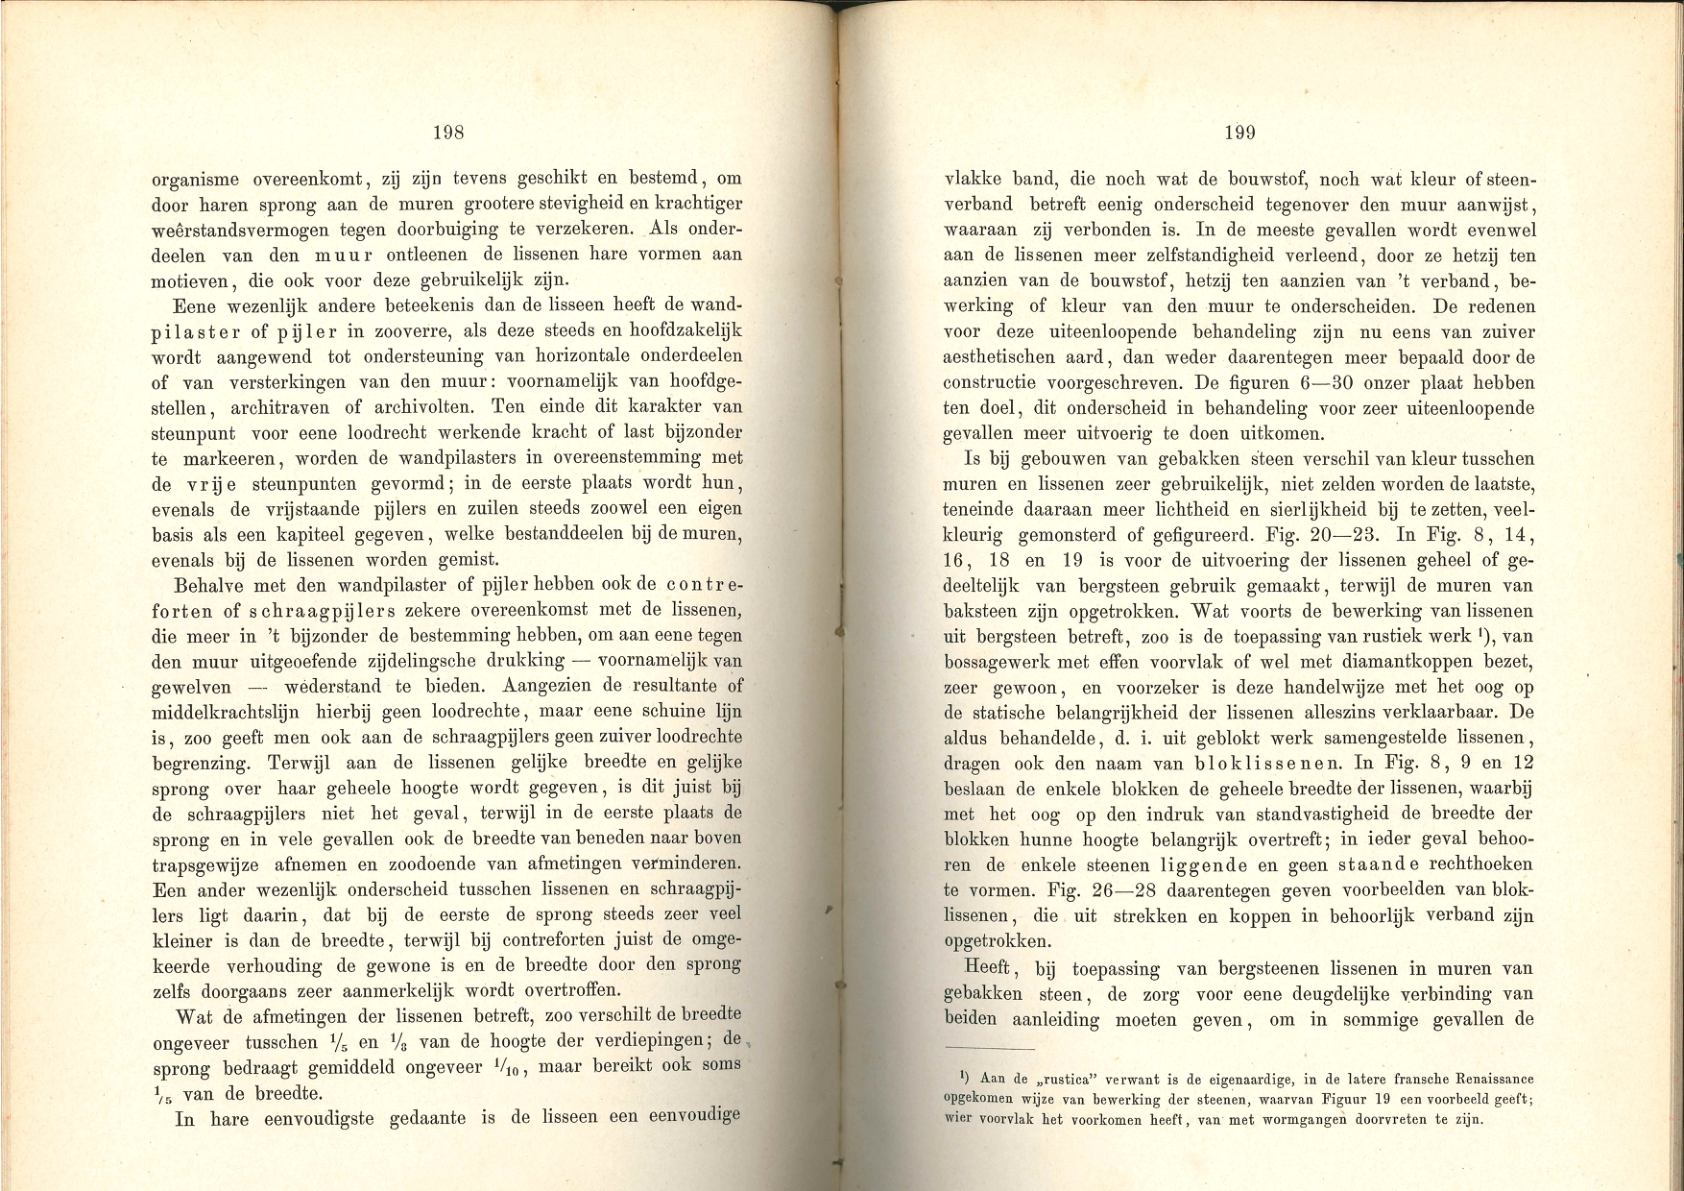 198
organisme overeenkomt, zij zijn tevens geschikt en bestemd, om
door haren sprong aan de muren grootere stevigheid en krachtiger
weêrstandsvermogen tegen doorbuiging te verzekeren. Als onder-
deelen van den muur ontleenen de lissenen hare vormen aan
motieven, die ook voor deze gebruikelijk zijn.
Eene wezenlijk andere beteekenis dan de lisseen heeft de wand-
pilaster of pijler in zooverre, als deze steeds en hoofdzakelijk
wordt aangewend tot ondersteuning van horizontale onderdeelen
of van versterkingen van den muur: voornamelijk van hoofdge-
stellen, architraven of archivolten. Ten einde dit karakter van
steunpunt voor eene loodrecht werkende kracht of last bijzonder
te markeeren, worden de wandpilasters in overeenstemming met
de vrije steunpunten gevormd; in de eerste plaats wordt hun,
evenals de vrijstaande pijlers en zuilen steeds zoowel een eigen
basis als een kapiteel gegeven, welke bestanddeelen bij de muren,
evenals bij de lissenen worden gemist.
Behalve met den wandpilaster of pijler hebben ook de contre-
forten of schraagpijlers zekere overeenkomst met de lissenen,
die meer in 't bijzonder de bestemming hebben, om aan eene tegen
den muur uitgeoefende zijdelingsche drukking — voornamelijk van
gewelven — wederstand te bieden. Aangezien de resultante of
middelkrachtslijn hierbij geen loodrechte, maar eene schuine lijn
is, zoo geeft men ook aan de schraagpijlers geen zuiver loodrechte
begrenzing. Terwijl aan de lissenen gelijke breedte en gelijke
sprong over haar geheele hoogte wordt gegeven, is dit juist bij
de schraagpijlers niet het geval, terwijl in de eerste plaats de
sprong en in vele gevallen ook de breedte van beneden naar boven
trapsgewijze afnemen en zoodoende van afmetingen verminderen.
Een ander wezenlijk onderscheid tusschen lissenen en schraagpij-
lers ligt daarin, dat bij de eerste de sprong steeds zeer veel
kleiner is dan de breedte, terwijl bij contreforten juist de omge-
keerde verhouding de gewone is en de breedte door den sprong
zelfs doorgaans zeer aanmerkelijk wordt overtroffen.
Wat de afmetingen der lissenen betreft, zoo verschilt de breedte
ongeveer tusschen 1/5 en 1/8 van de hoogte der verdiepingen; de
sprong bedraagt gemiddeld ongeveer 1/10, maar bereikt ook soms
1/5 van de breedte.
In hare eenvoudigste gedaante is de lisseen een eenvoudige
199
vlakke band, die noch wat de bouwstof, noch wat kleur of steen-
verband betreft eenig onderscheid tegenover den muur aanwijst,
waaraan zij verbonden is. In de meeste gevallen wordt evenwel
aan de lissenen meer zelfstandigheid verleend, door ze hetzij ten
aanzien van de bouwstof, hetzij ten aanzien van 't verband, be-
werking of kleur van den muur te onderscheiden. De redenen
voor deze uiteenloopende behandeling zijn nu eens van zuiver
aesthetischen aard, dan weder daarentegen meer bepaald door de
constructie voorgeschreven. De figuren 6—30 onzer plaat hebben
ten doel, dit onderscheid in behandeling voor zeer uiteenloopende
gevallen meer uitvoerig te doen uitkomen.
Is bij gebouwen van gebakken steen verschil van kleur tusschen
muren en lissenen zeer gebruikelijk, niet zelden worden de laatste,
teneinde daaraan meer lichtheid en sierlijkheid bij te zetten, veel-
kleurig gemonsterd of gefigureerd. Fig. 20—23. In Fig. 8, 14,
16, 18 en 19 is voor de uitvoering der lissenen geheel of ge-
deeltelijk van bergsteen gebruik gemaakt, terwijl de muren van
baksteen zijn opgetrokken. Wat voorts de bewerking van lissenen
uit bergsteen betreft, zoo is de toepassing van rustiek werk ¹), van
bossagewerk met effen voorvlak of wel met diamantkoppen bezet,
zeer gewoon, en voorzeker is deze handelwijze met het oog op
de statische belangrijkheid der lissenen alleszins verklaarbaar. De
aldus behandelde, d. i. uit geblokt werk samengestelde lissenen,
dragen ook den naam van bloklissenen. In Fig. 8, 9 en 12
beslaan de enkele blokken de geheele breedte der lissenen, waarbij
met het oog op den indruk van standvastigheid de breedte der
blokken hunne hoogte belangrijk overtreft; in ieder geval behoo-
ren de enkele steenen liggende en geen staande rechthoeken
te vormen. Fig. 26—28 daarentegen geven voorbeelden van blok-
lissenen, die uit strekken en koppen in behoorlijk verband zijn
opgetrokken.
Heeft, bij toepassing van bergsteenen lissenen in muren van
gebakken steen, de zorg voor eene deugdelijke verbinding van
beiden aanleiding moeten geven, om in sommige gevallen de
¹) Aan de „rustica” verwant is de eigenaardige, in de latere fransche Renaissance
opgekomen wijze van bewerking der steenen, waarvan Figuur 19 een voorbeeld geeft;
wier voorvlak het voorkomen heeft, van met wormgangen doorvreten te zijn.